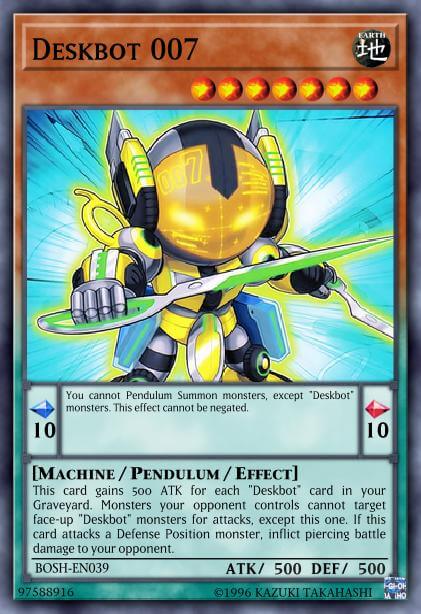 Deskbot 007
EARTH
地
007
You cannot Pendulum Summon monsters, except "Deskbot"
monsters. This effect cannot be negated.
10
10
[Machine / Pendulum / Effect]
This card gains 500 ATK for each "Deskbot" card in your
Graveyard. Monsters your opponent controls cannot target
face-up "Deskbot" monsters for attacks, except this one. If this
card attacks a Defense Position monster, inflict piercing battle
damage to your opponent.
BOSH-EN039
ATK/ 500 DEF/ 500
97588916
©1996 KAZUKI TAKAHASHI